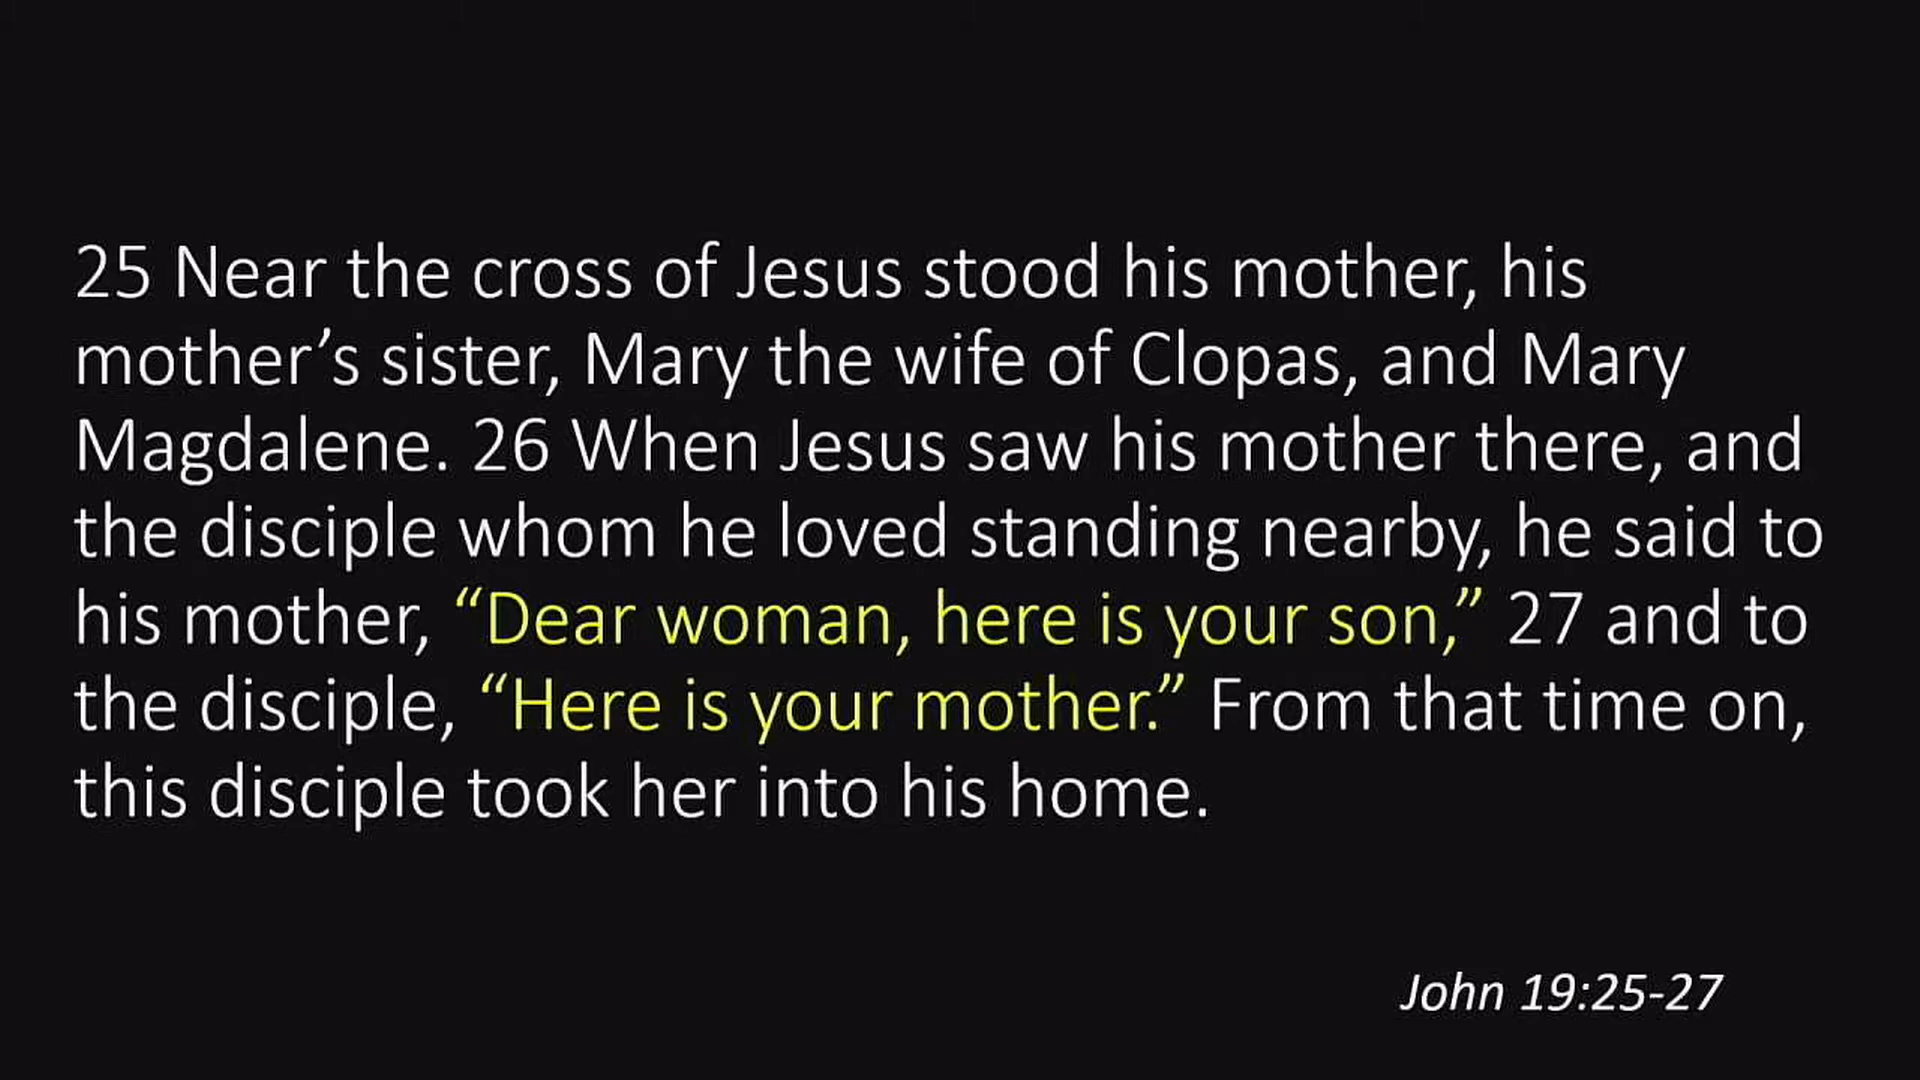 25 Near the cross of Jesus stood his mother, his
mother’s sister, Mary the wife of Clopas, and Mary
Magdalene. 26 When Jesus saw his mother there, and
the disciple whom he loved standing nearby, he said to
his mother, “Dear woman, here is your son,” 27 and to
the disciple, “Here is your mother.” From that time on,
this disciple took her into his home.
John 19:25-27